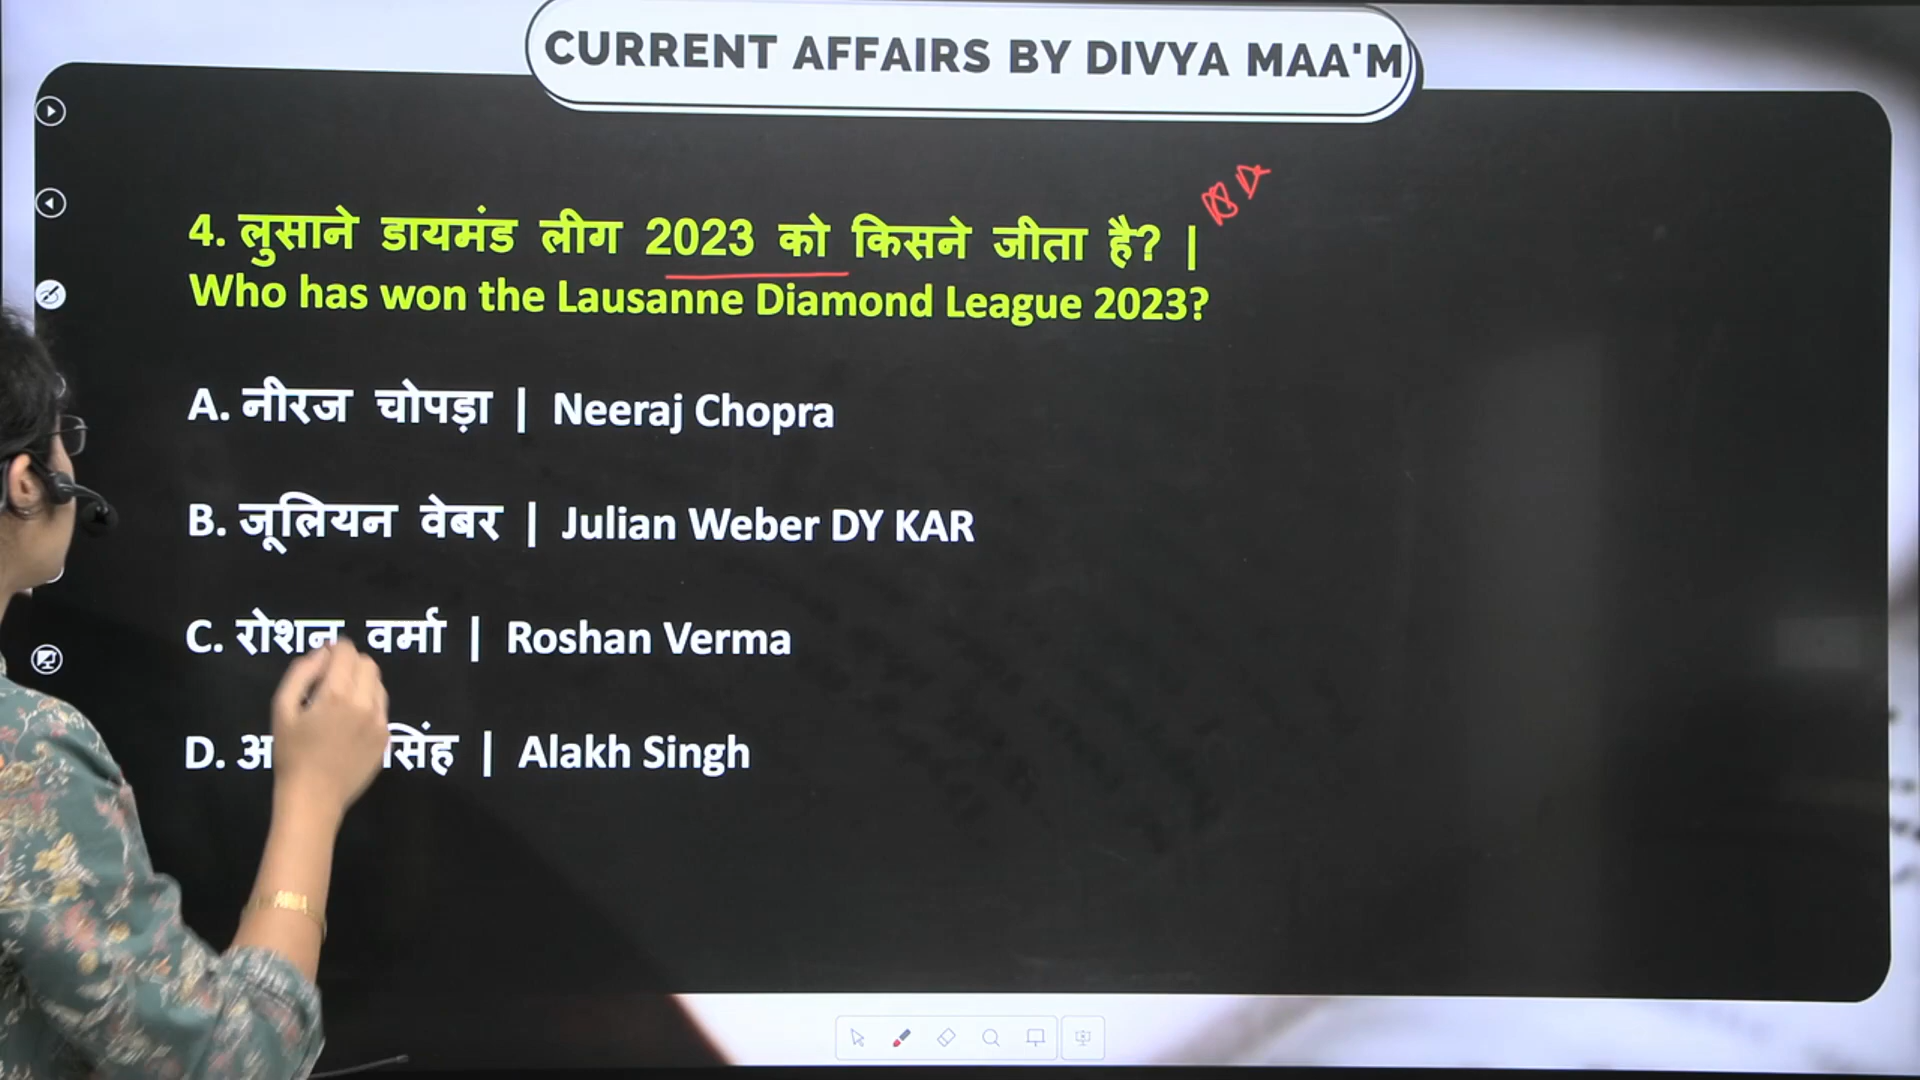 CURRENT AFFAIRS BY DIVYA MAA'M
4. लुसाने डायमंड लीग 2023 को किसने जीता है? |
Who has won the Lausanne Diamond League 2023?
A. नीरज चोपड़ा | Neeraj Chopra
B. जूलियन वेबर | Julian Weber DY KAR
C. रोशन वर्मा | Roshan Verma
D. सिंह | Alakh Singh